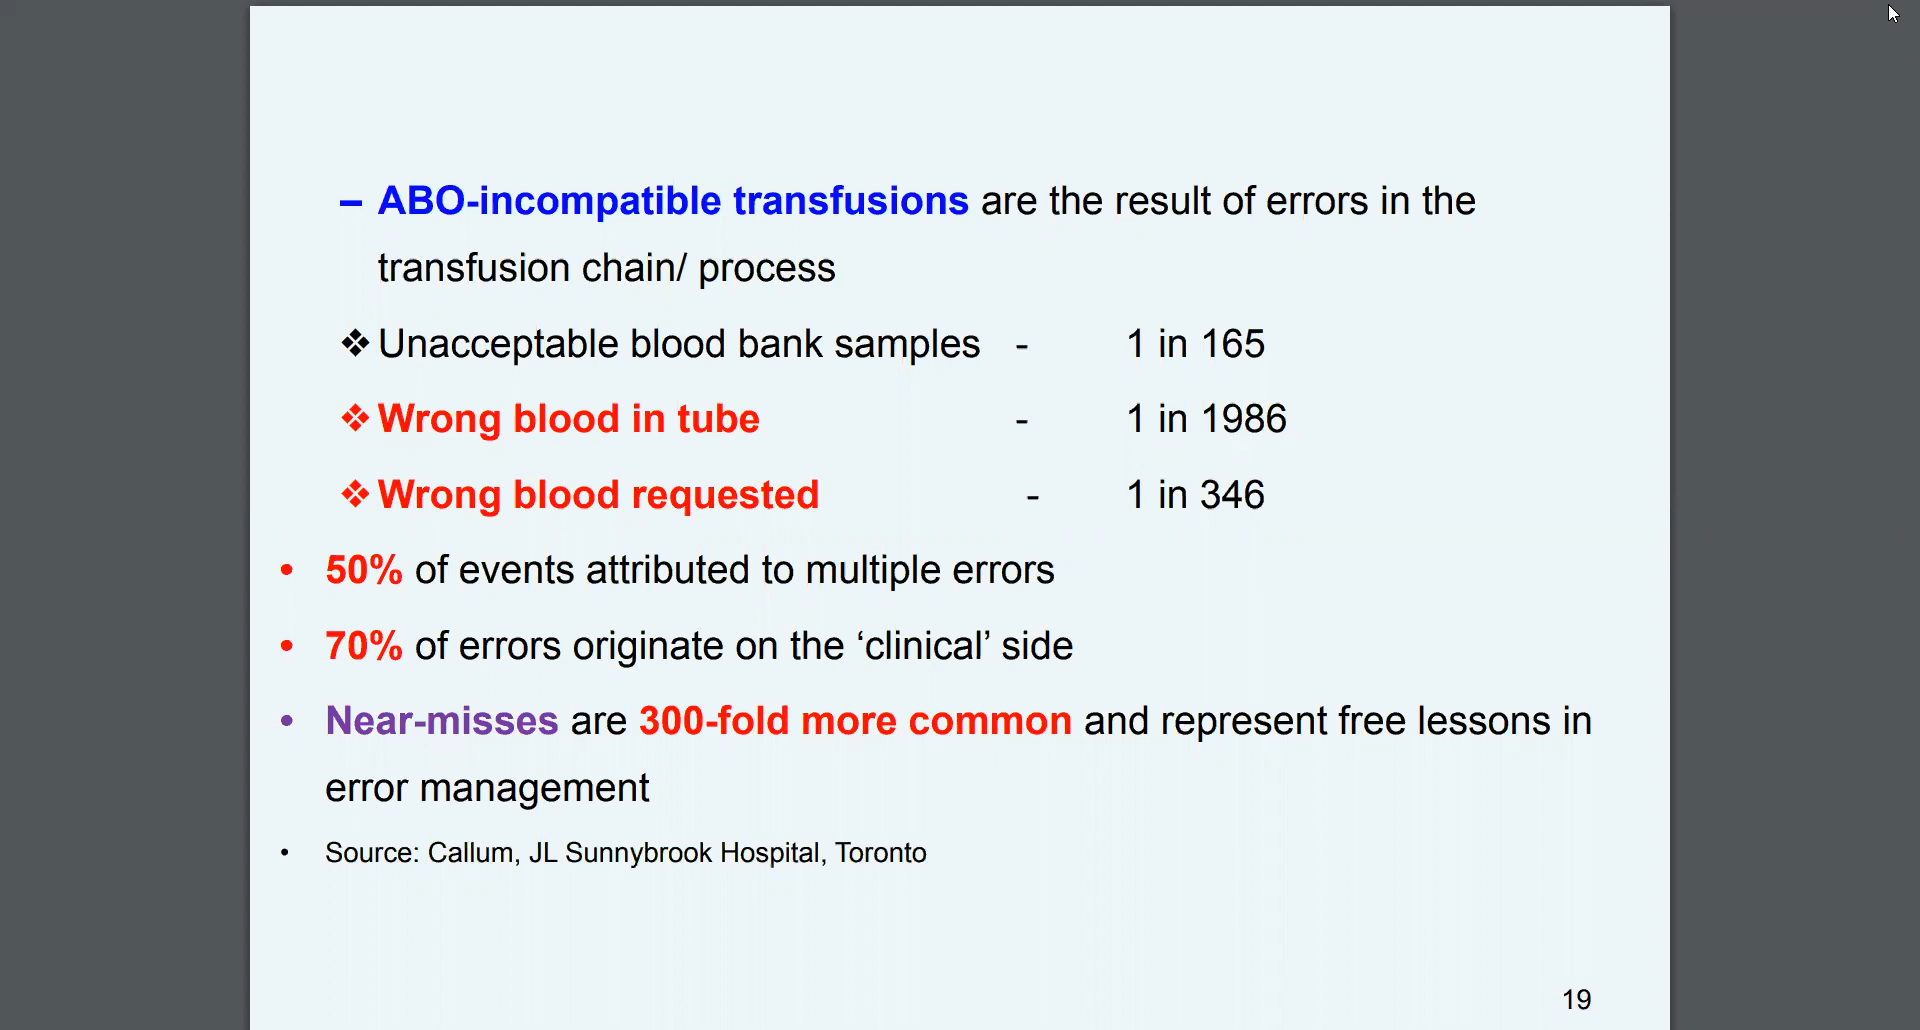 – ABO-incompatible transfusions are the result of errors in the
transfusion chain/ process
❖ Unacceptable blood bank samples - 1 in 165
❖ Wrong blood in tube - 1 in 1986
❖ Wrong blood requested - 1 in 346
• 50% of events attributed to multiple errors
• 70% of errors originate on the ‘clinical’ side
• Near-misses are 300-fold more common and represent free lessons in
error management
• Source: Callum, JL Sunnybrook Hospital, Toronto
19